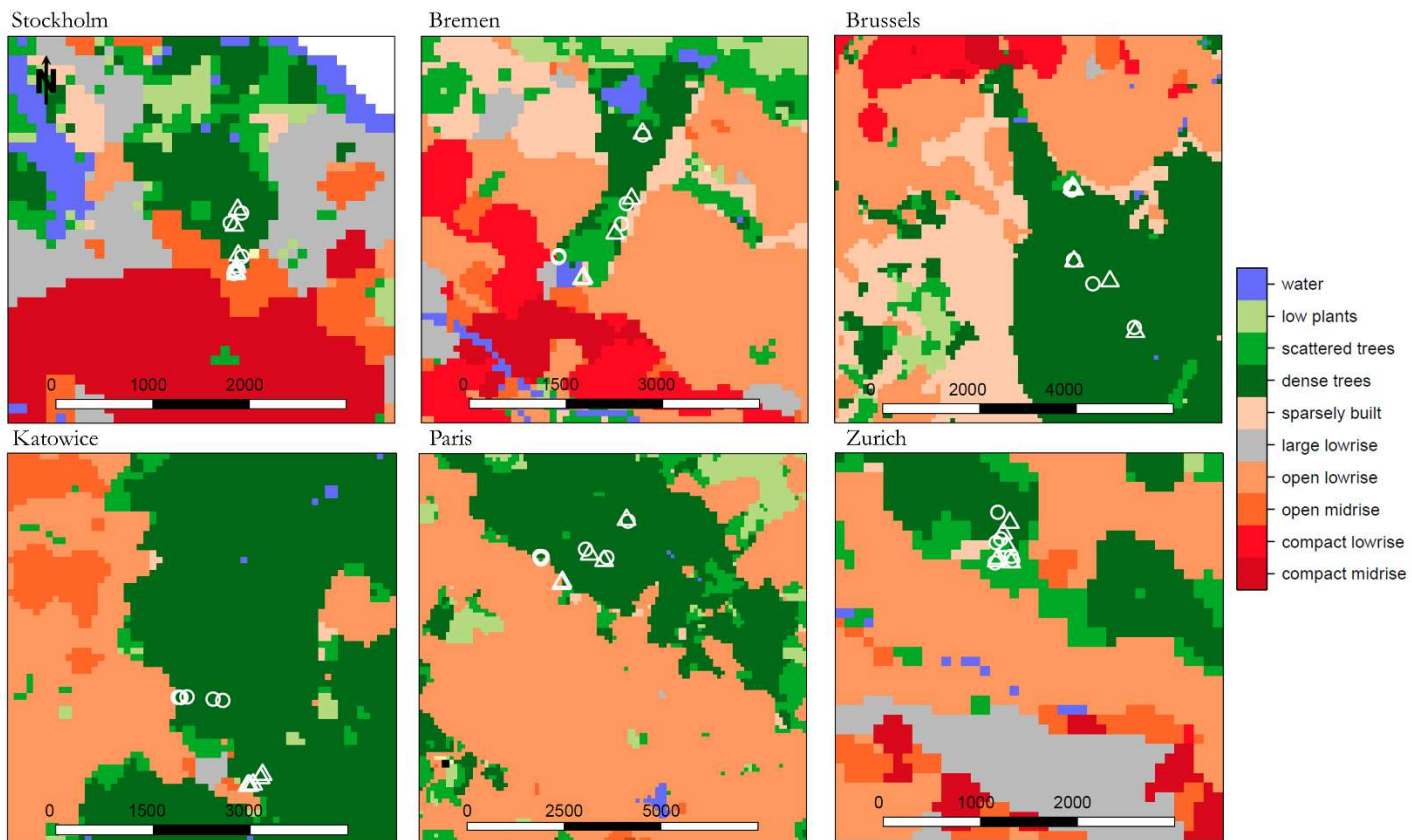 Stockholm
Bremen
Brussels
N
0 1000 2000
0 1500 3000
0 2000 4000
water
low plants
scattered trees
dense trees
sparsely built
large lowrise
open lowrise
open midrise
compact lowrise
compact midrise
Katowice
Paris
Zurich
0 1500 3000
0 2500 5000
0 1000 2000